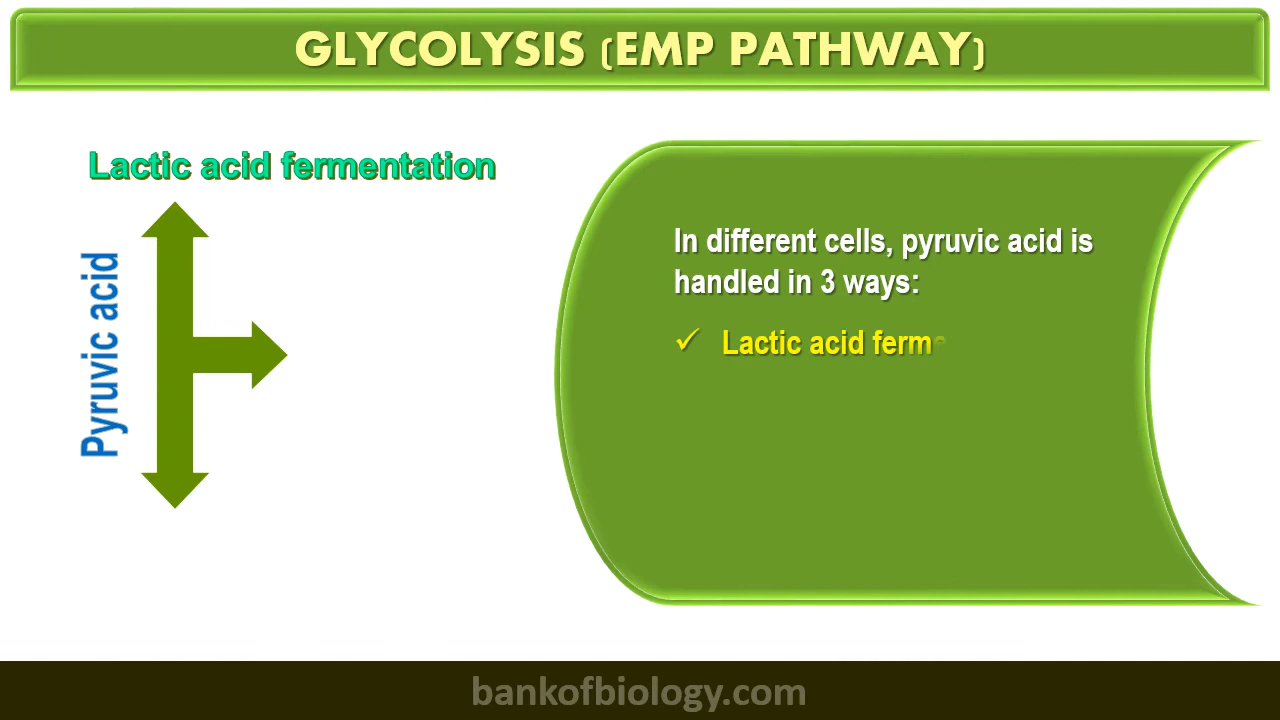 GLYCOLYSIS (EMP PATHWAY)
Lactic acid fermentation
Pyruvic acid
In different cells, pyruvic acid is
handled in 3 ways:
✓ Lactic acid ferme
bankofbiology.com